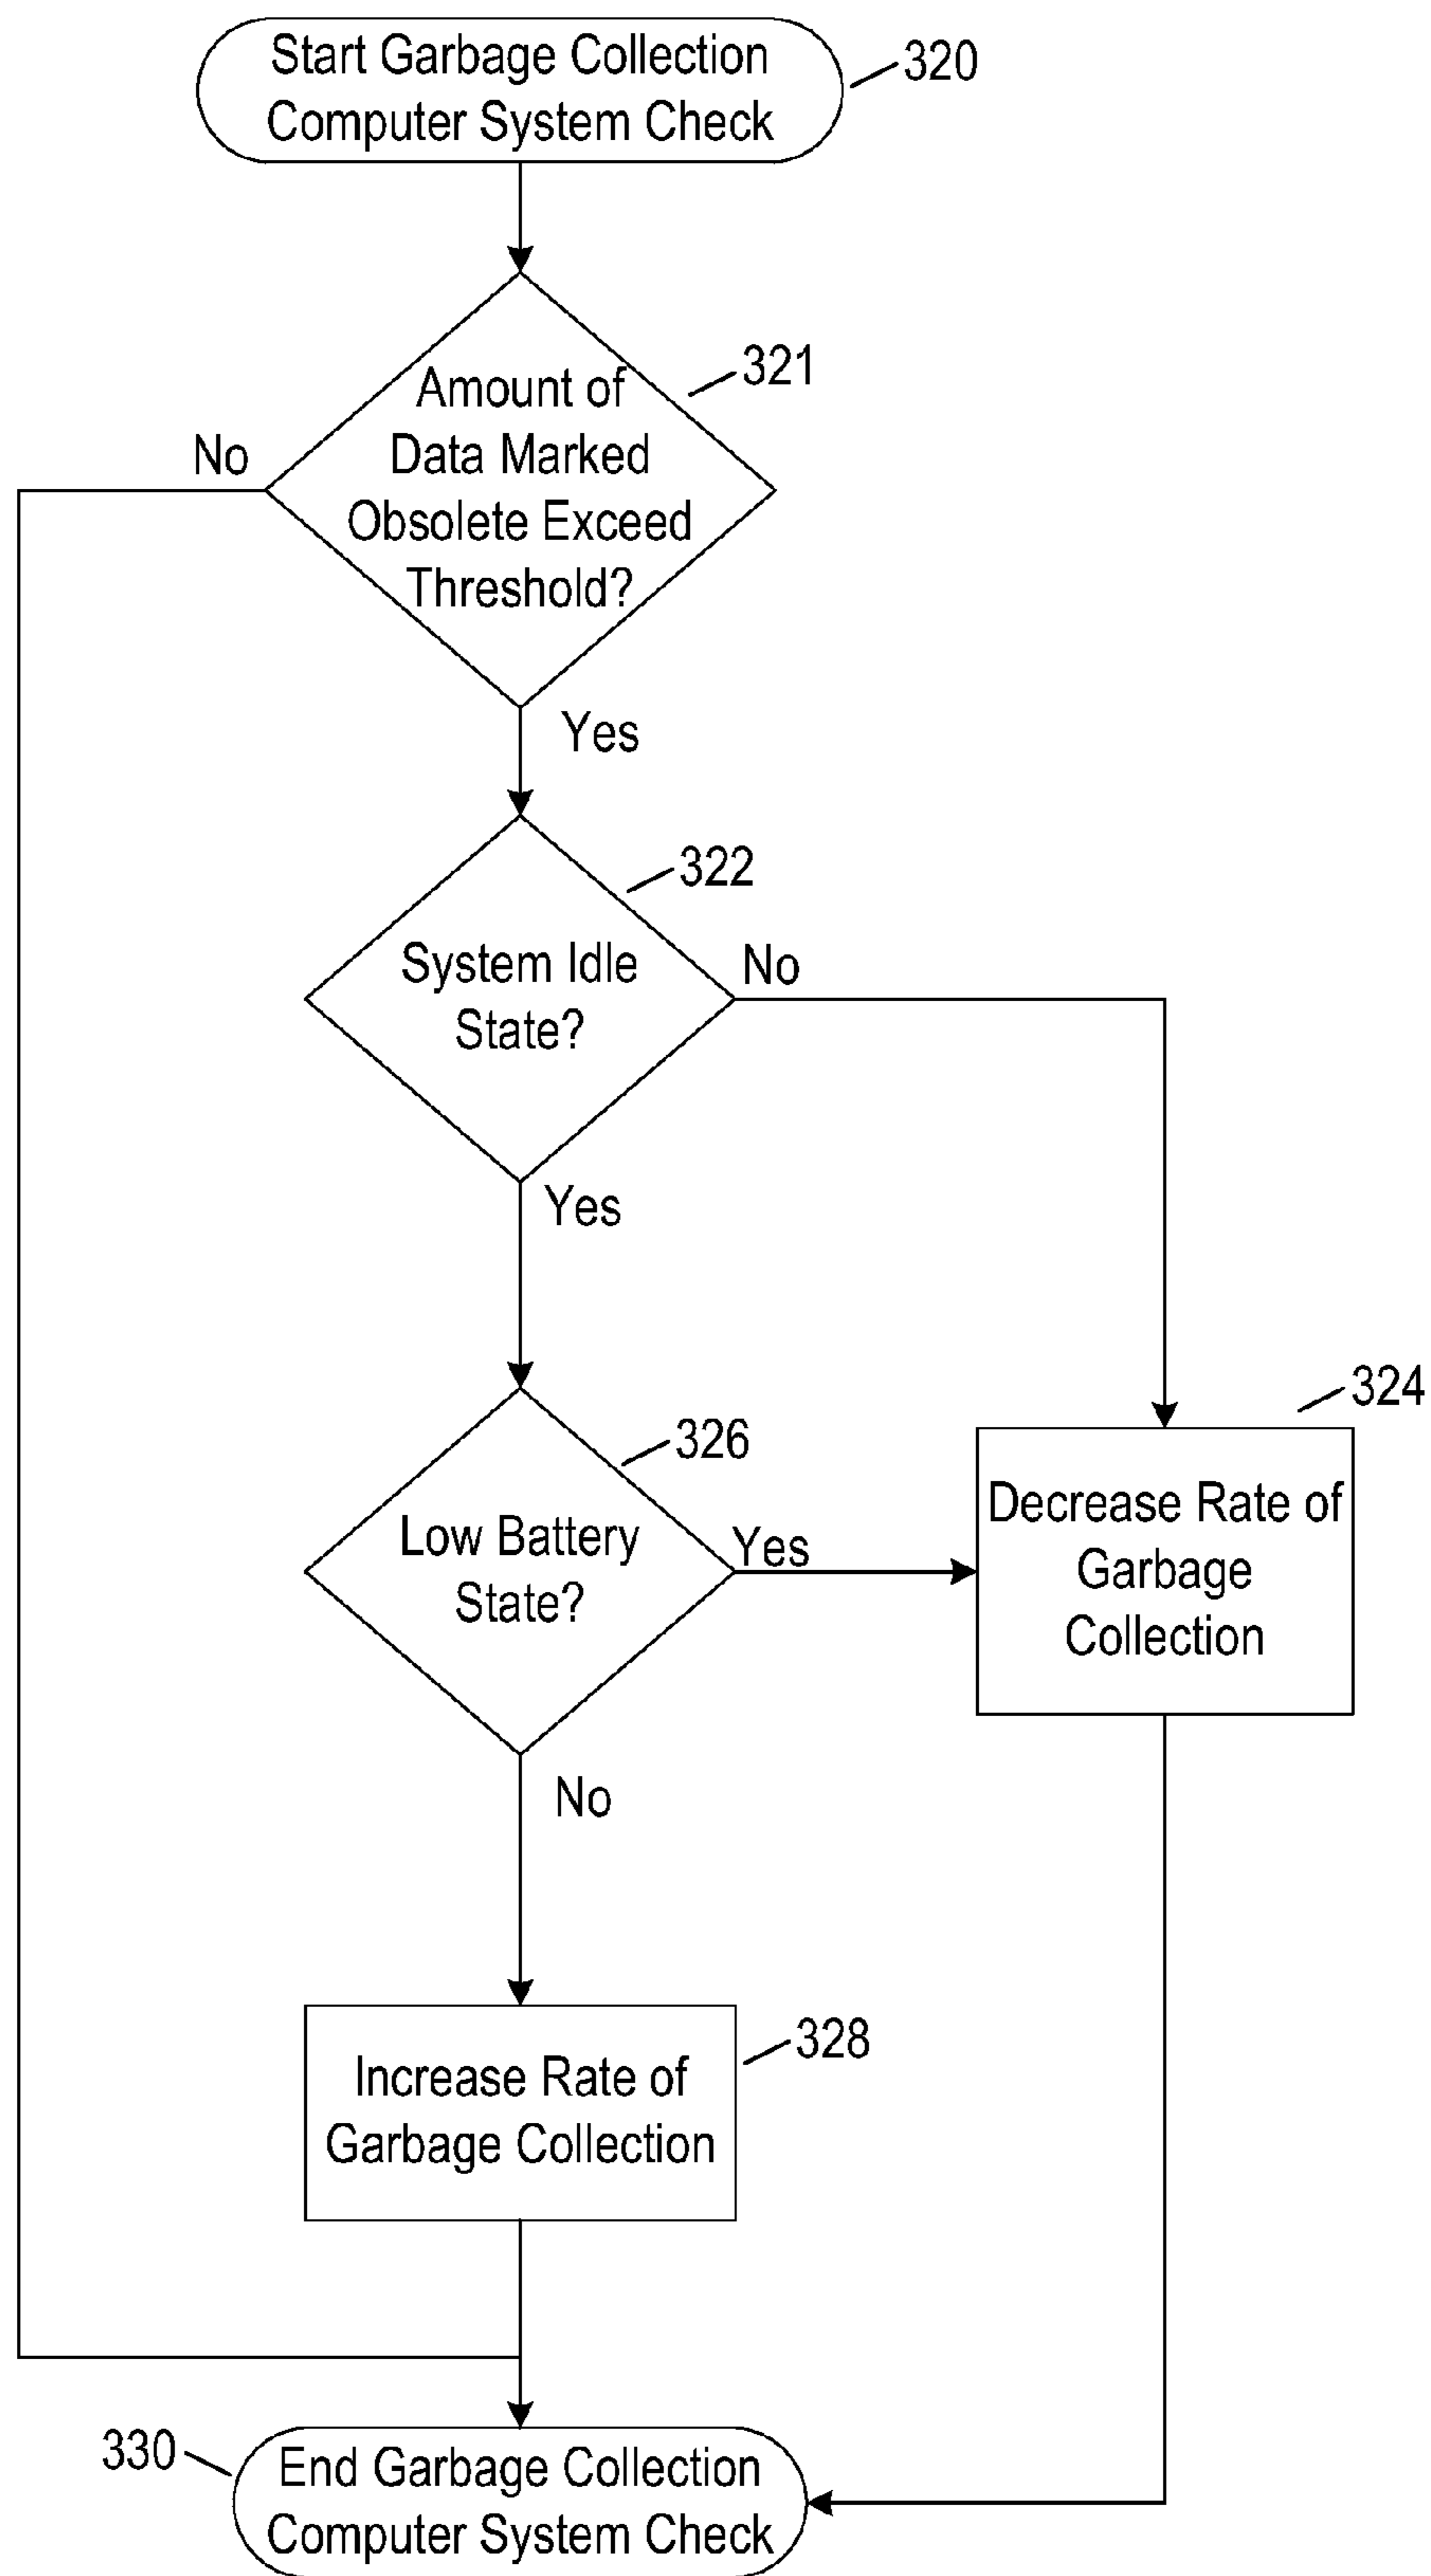 Start Garbage Collection
Computer System Check
320
321
Amount of
Data Marked
Obsolete Exceed
Threshold?
No
Yes
322
System Idle
State?
No
Yes
324
326
Low Battery
State?
Yes
Decrease Rate of
Garbage
Collection
No
328
Increase Rate of
Garbage Collection
330
End Garbage Collection
Computer System Check